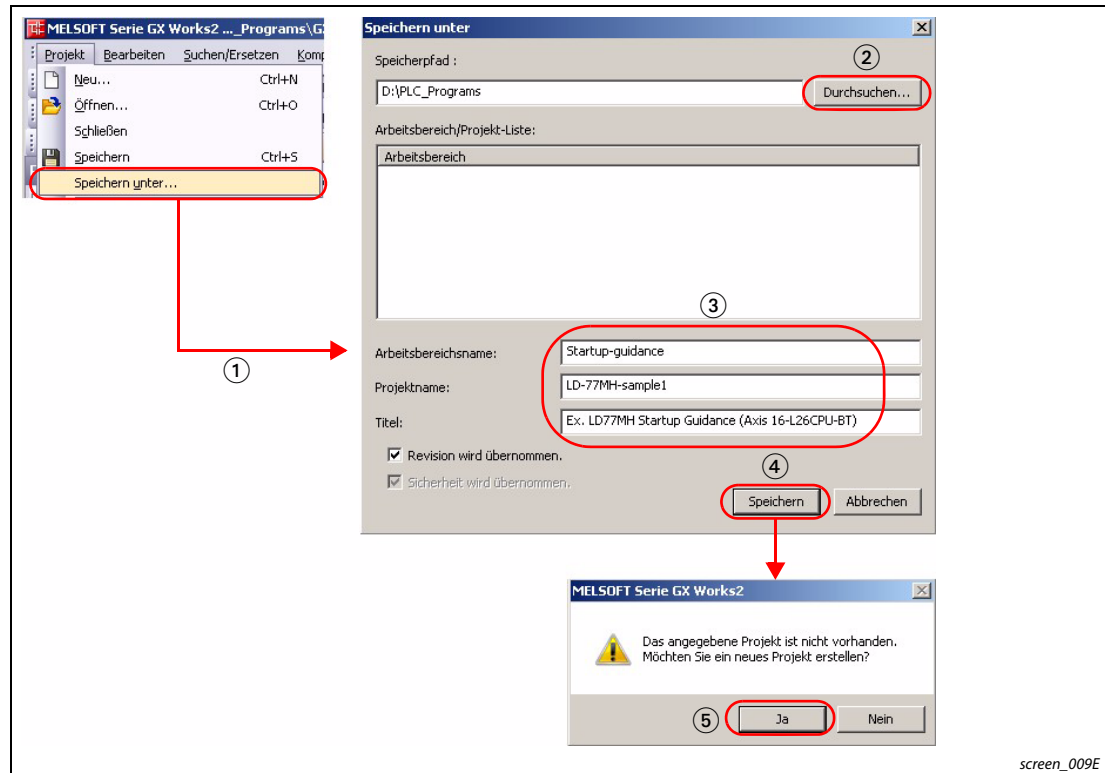 MELSOFT Serie GX Works2 ..._Programs\G
Projekt Bearbeiten Suchen/Ersetzen Komp
Neu... Ctrl+N
Öffnen... Ctrl+O
Schließen
Speichern Ctrl+S
Speichern unter...
1
Speichern unter
Speicherpfad :
2
D:\PLC_Programs
Durchsuchen...
Arbeitsbereich/Projekt-Liste:
Arbeitsbereich
3
Arbeitsbereichsname: Startup-guidance
Projektname: LD-77MH-sample1
Titel: Ex. LD77MH Startup Guidance (Axis 16-L26CPU-BT)
Revision wird übernommen.
Sicherheit wird übernommen.
4
Speichern Abbrechen
MELSOFT Serie GX Works2
Das angegebene Projekt ist nicht vorhanden.
Möchten Sie ein neues Projekt erstellen?
5
Ja Nein
screen_009E